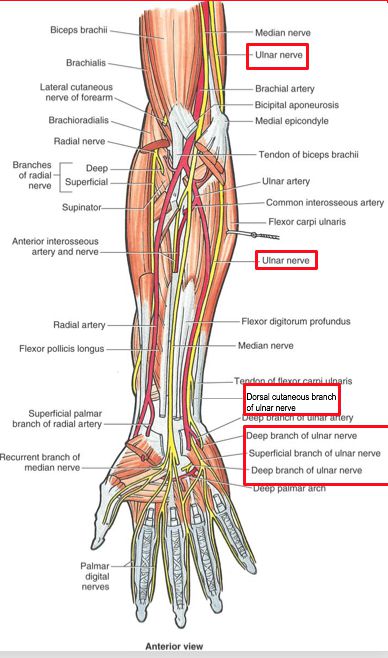 Biceps brachii
Brachialis
Lateral cutaneous
nerve of forearm
Brachioradialis
Radial nerve
Branches
of radial
nerve
Deep
Superficial
Supinator
Anterior interosseous
artery and nerve
Radial artery
Flexor pollicis longus
Superficial palmar
branch of radial artery
Recurrent branch of
median nerve
Palmar
digital
nerves
Median nerve
Ulnar nerve
Brachial artery
Bicipital aponeurosis
Medial epicondyle
Tendon of biceps brachii
Ulnar artery
Common interosseous artery
Flexor carpi ulnaris
Ulnar nerve
Flexor digitorum profundus
Median nerve
Tendon of flexor carpi ulnaris
Dorsal cutaneous branch
of ulnar nerve
Deep branch of ulnar artery
Deep branch of ulnar nerve
Superficial branch of ulnar nerve
Deep branch of ulnar nerve
Deep palmar arch
Anterior view